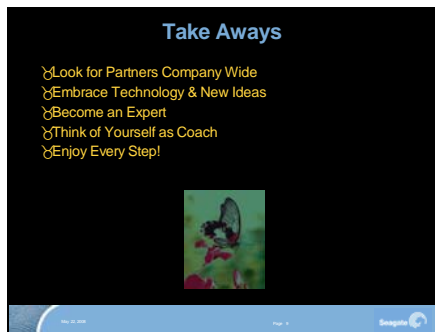 Take Aways
♉Look for Partners Company Wide
♉Embrace Technology & New Ideas
♉Become an Expert
♉Think of Yourself as Coach
♉Enjoy Every Step!
Page
Seagate